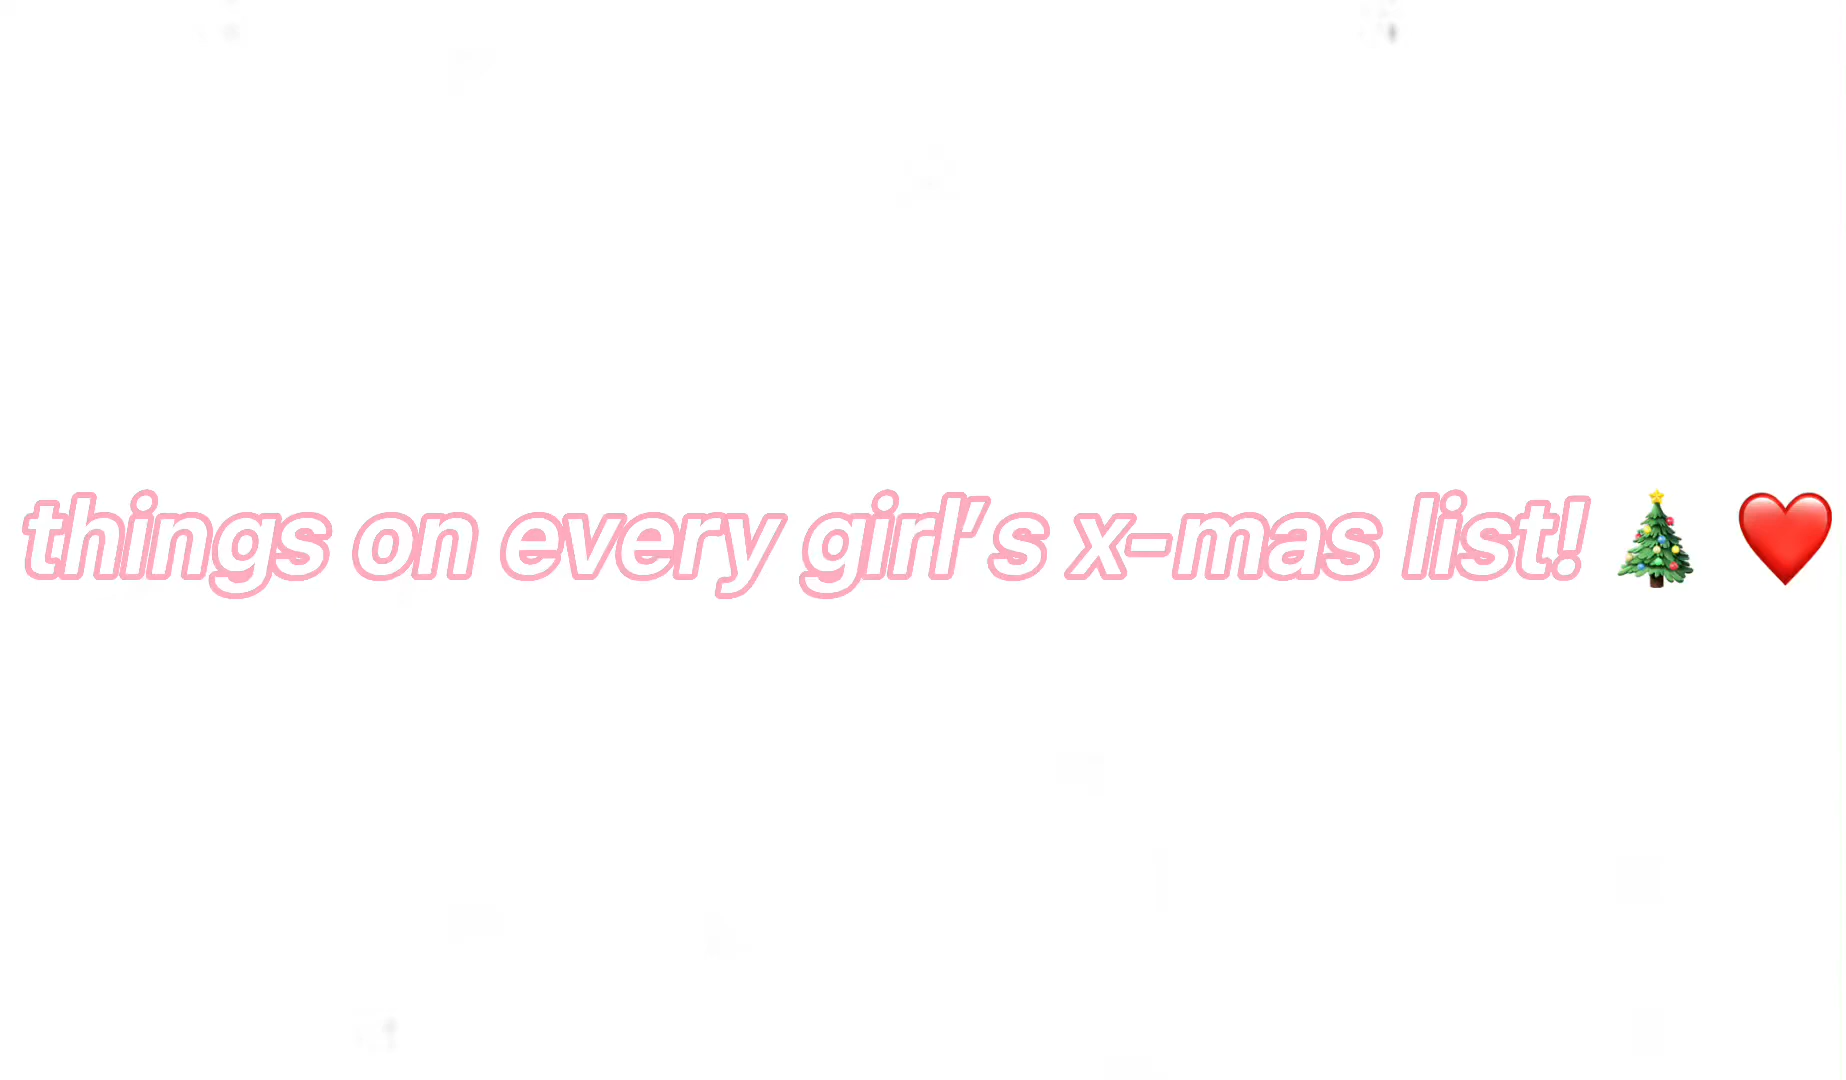 things on every girl's x-mas list! 🎄 ❤️